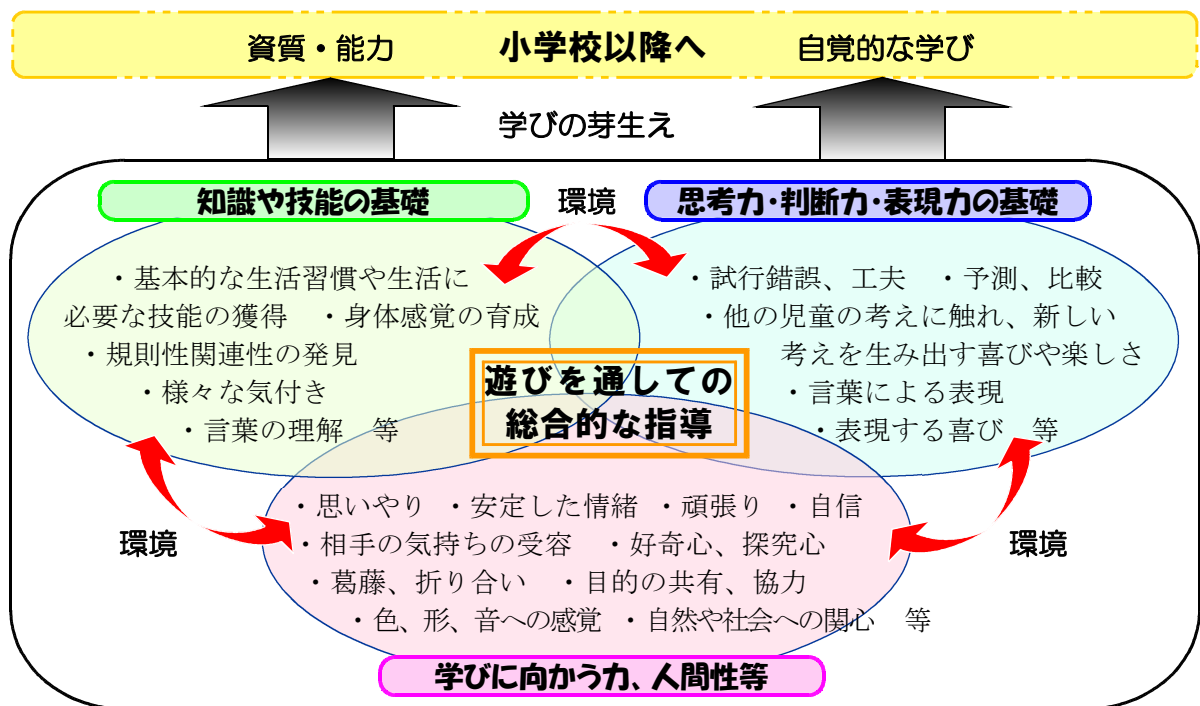 資質・能力 小学校以降へ 自覚的な学び
学びの芽生え
知識や技能の基礎
環境
思考力・判断力・表現力の基礎
・基本的な生活習慣や生活に
必要な技能の獲得 ・身体感覚の育成
・規則性関連性の発見
・様々な気付き
・言葉の理解 等
・試行錯誤、工夫 ・予測、比較
・他の児童の考えに触れ、新しい
考えを生み出す喜びや楽しさ
・言葉による表現
・表現する喜び 等
遊びを通しての
総合的な指導
・思いやり ・安定した情緒 ・頑張り ・自信
・相手の気持ちの受容 ・好奇心、探究心
・葛藤、折り合い ・目的の共有、協力
・色、形、音への感覚 ・自然や社会への関心 等
環境
環境
学びに向かう力、人間性等